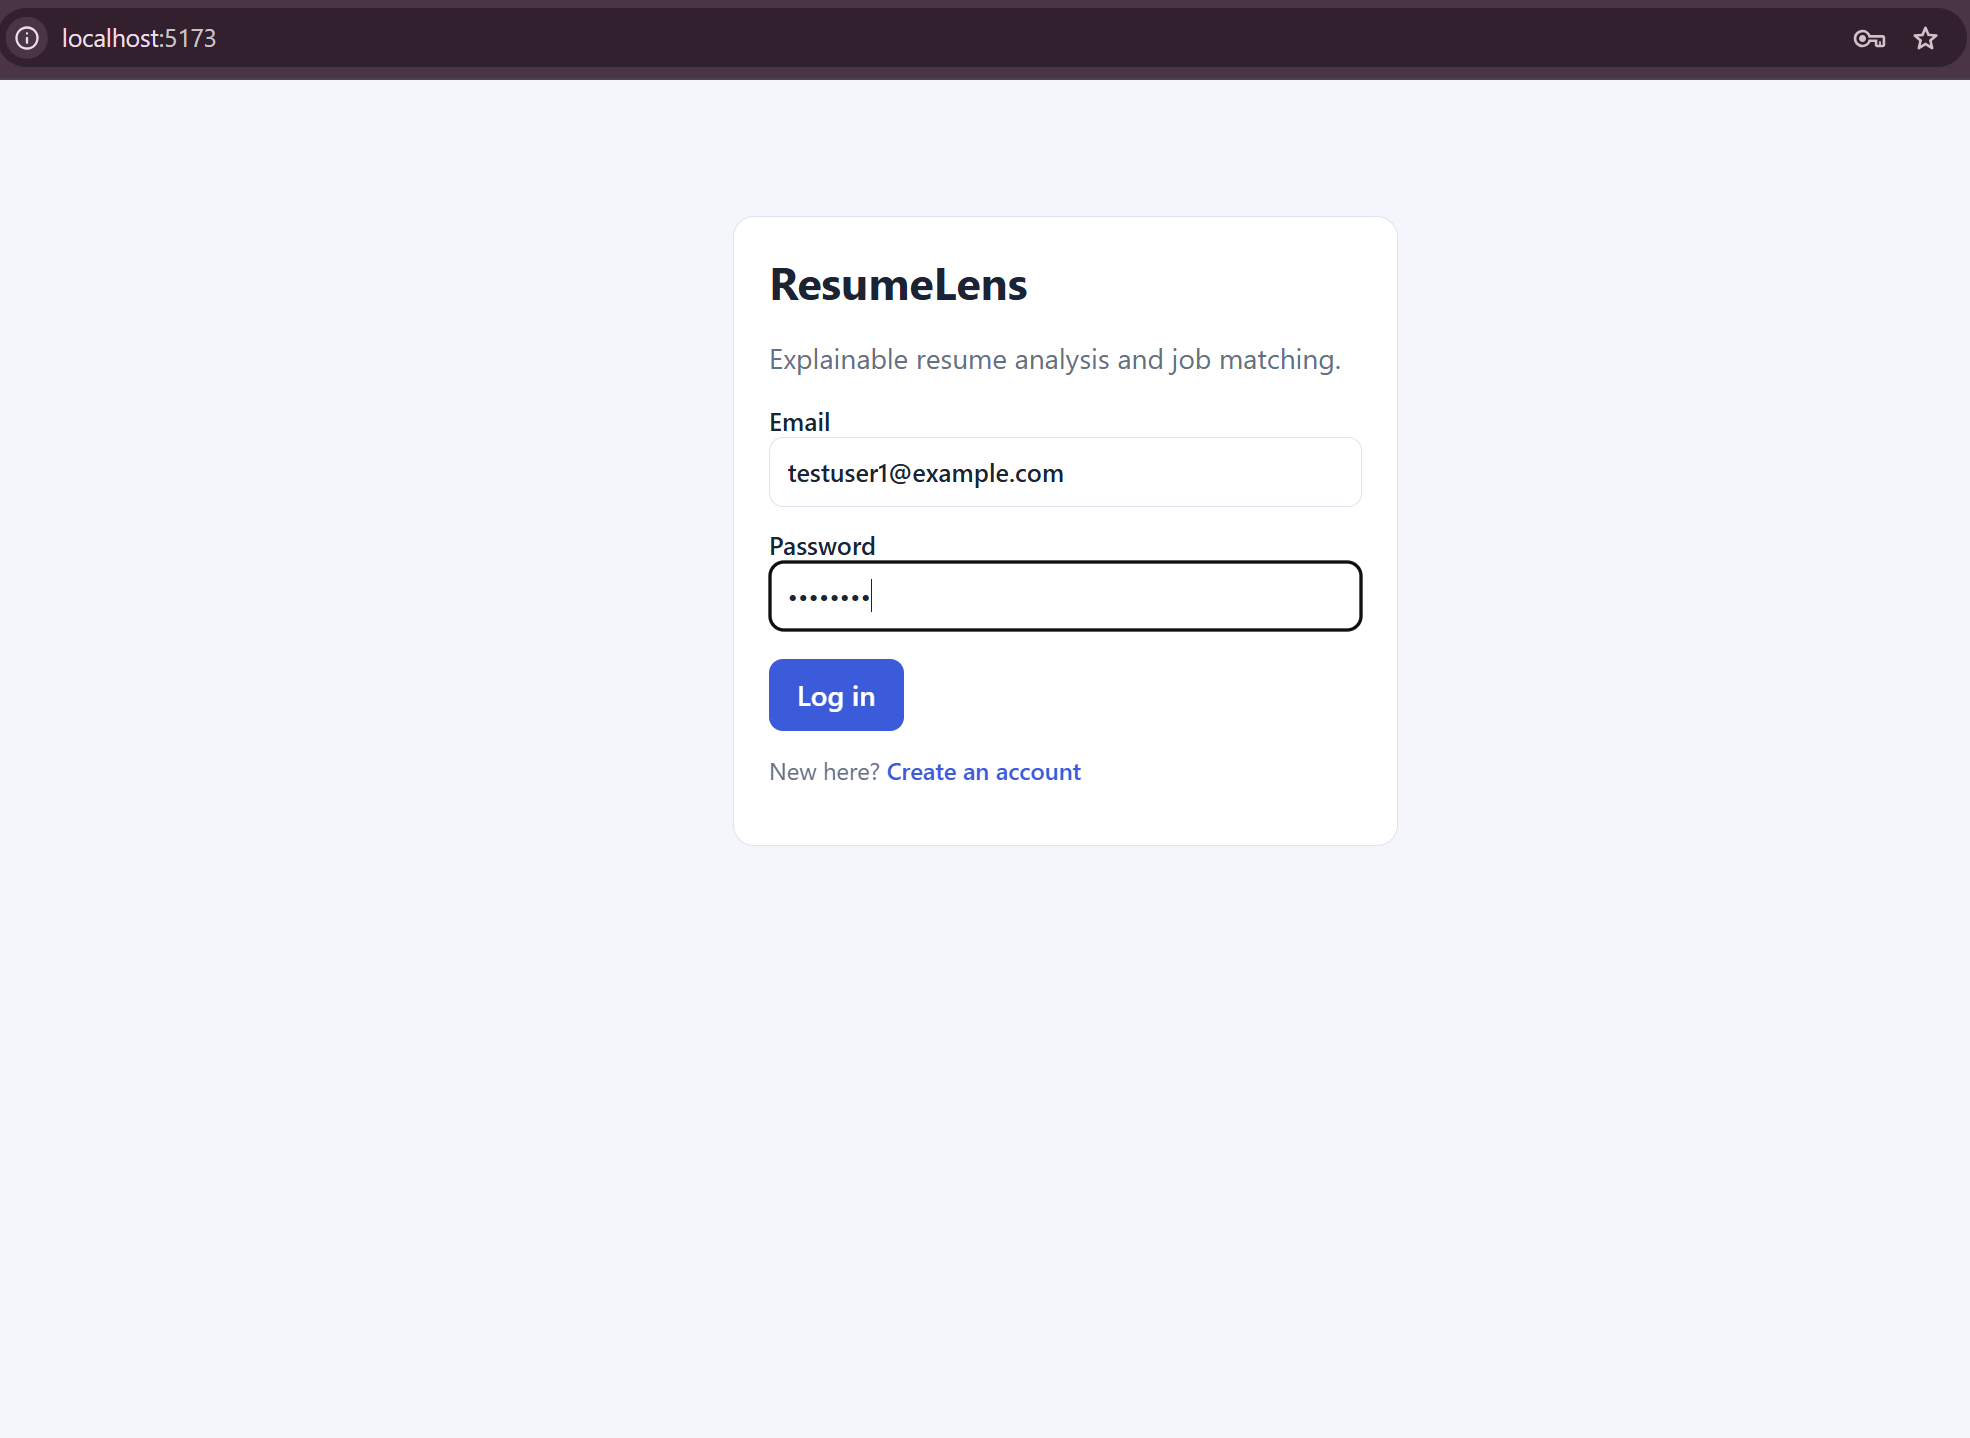 localhost:5173
ResumeLens
Explainable resume analysis and job matching.
Email
testuser1@example.com
Password
••••••••
Log in
New here? Create an account